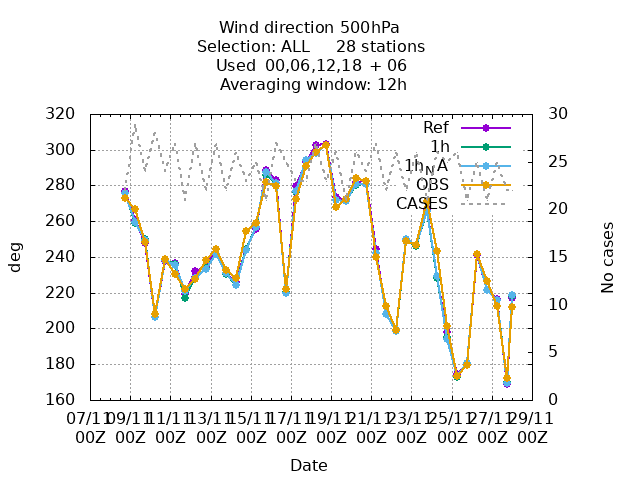 Wind direction 500hPa
Selection: ALL 28 stations
Used 00,06,12,18 + 06
Averaging window: 12h
320
300
280
260
240
220
200
180
160
deg
30
25
20
15
10
5
0
No cases
Ref
1h
1h_NA
OBS
CASES
07/11 09/11 11/11 13/11 15/11 17/11 19/11 21/11 23/11 25/11 27/11 29/11
00Z 00Z 00Z 00Z 00Z 00Z 00Z 00Z 00Z 00Z 00Z 00Z
Date